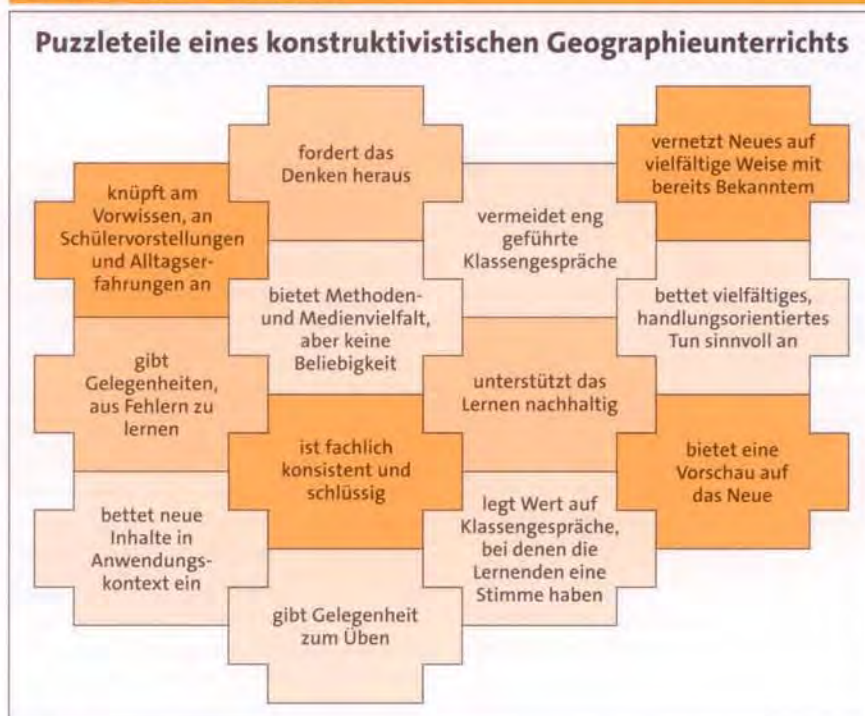 Puzzleteile eines konstruktivistischen Geographieunterrichts
knüpft am
Vorwissen, an
Schülervorstellungen
und Alltagser-
fahrungen an
gibt
Gelegenheiten,
aus Fehlern zu
lernen
bettet neue
Inhalte in
Anwendungs-
kontext ein
fordert das
Denken heraus
bietet Methoden-
und Medienvielfalt,
aber keine
Beliebigkeit
ist fachlich
konsistent und
schlüssig
gibt Gelegenheit
zum Üben
vermeidet eng
geführte
Klassengespräche
unterstützt das
Lernen nachhaltig
legt Wert auf
Klassengespräche,
bei denen die
Lernenden eine
Stimme haben
vernetzt Neues auf
vielfältige Weise mit
bereits Bekanntem
bettet vielfältiges,
handlungsorientiertes
Tun sinnvoll an
bietet eine
Vorschau auf
das Neue